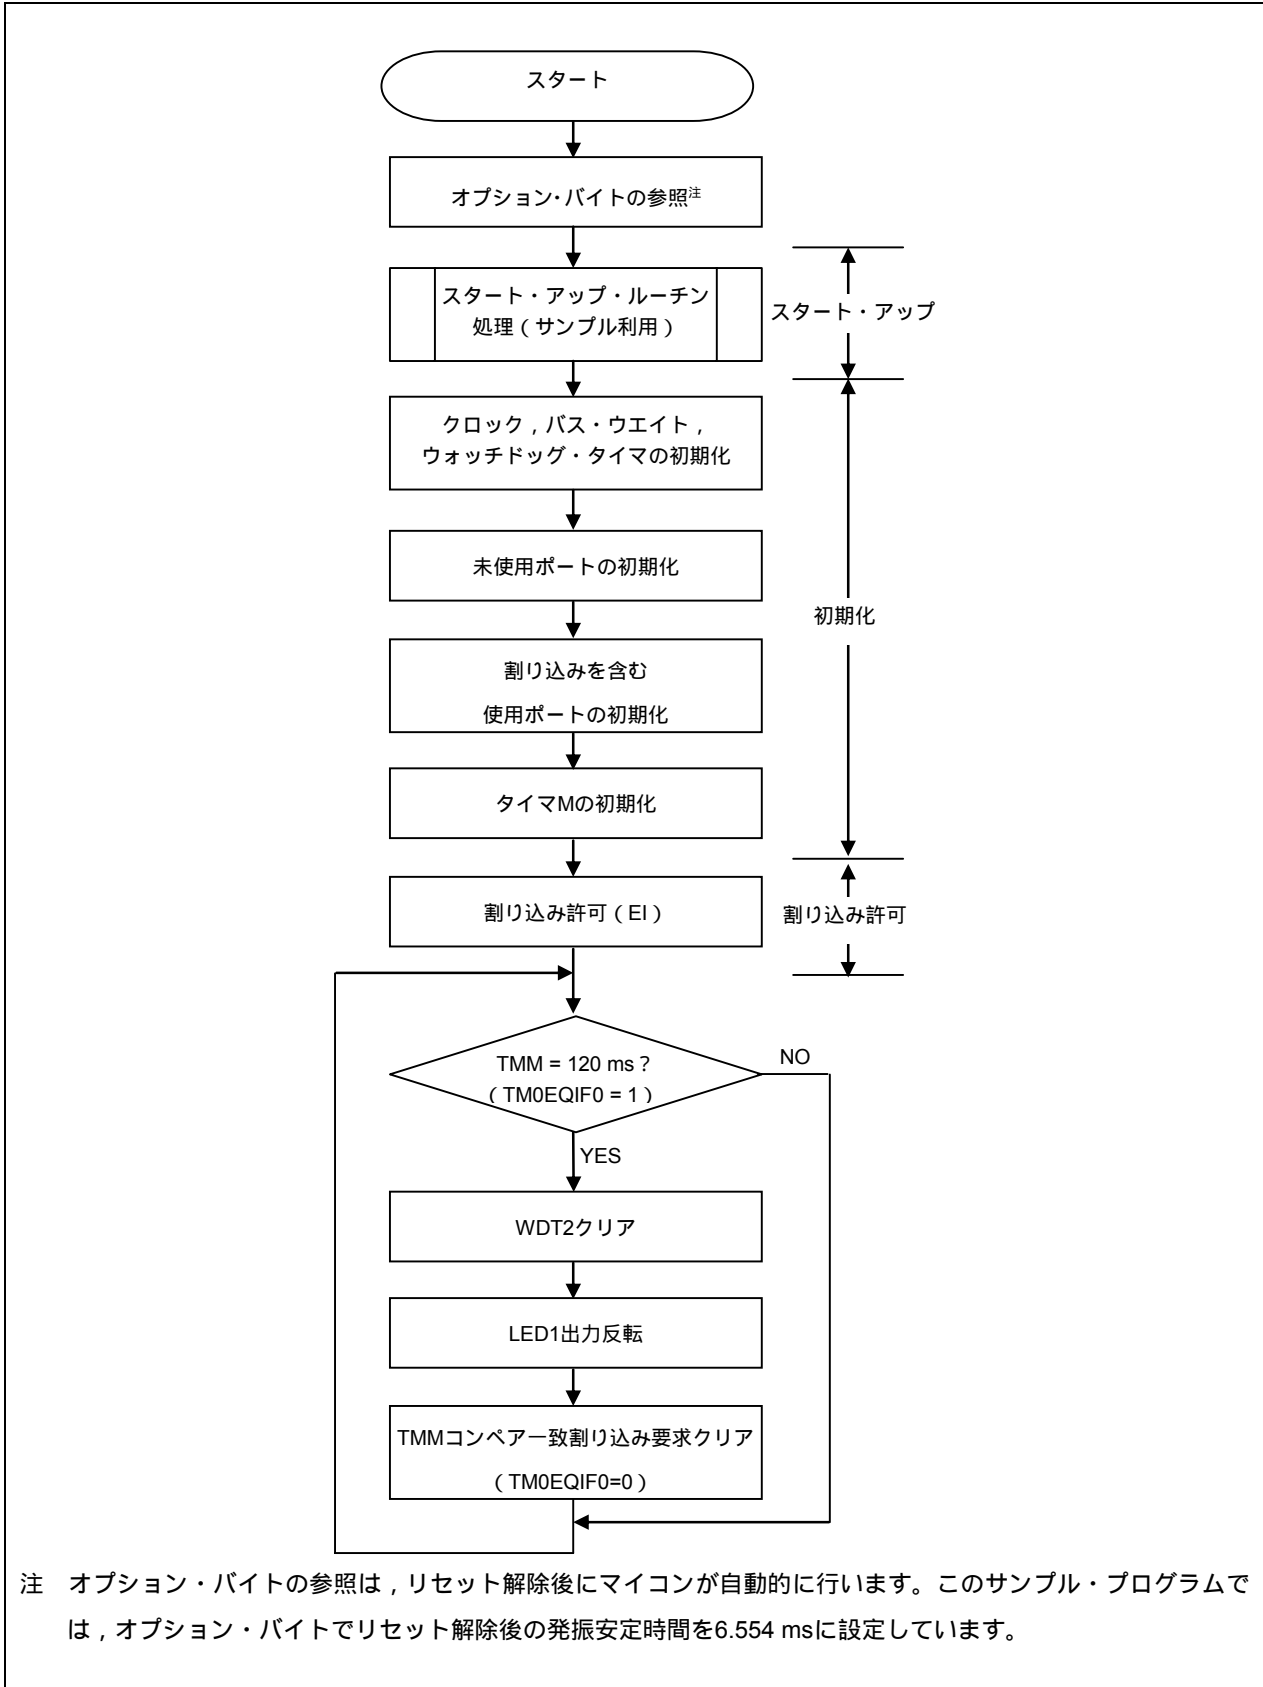 スタート
オプション・バイトの参照注
スタート・アップ・ルーチン
処理（サンプル利用）
スタート・アップ
クロック，バス・ウエイト，
ウォッチドッグ・タイマの初期化
未使用ポートの初期化
初期化
割り込みを含む
使用ポートの初期化
タイマMの初期化
割り込み許可（EI）
割り込み許可
TMM = 120 ms？
（TM0EQIF0 = 1）
NO
YES
WDT2クリア
LED1出力反転
TMMコンペア一致割り込み要求クリア
（TM0EQIF0=0）
注　オプション・バイトの参照は，リセット解除後にマイコンが自動的に行います。このサンプル・プログラムで
は，オプション・バイトでリセット解除後の発振安定時間を6.554 msに設定しています。